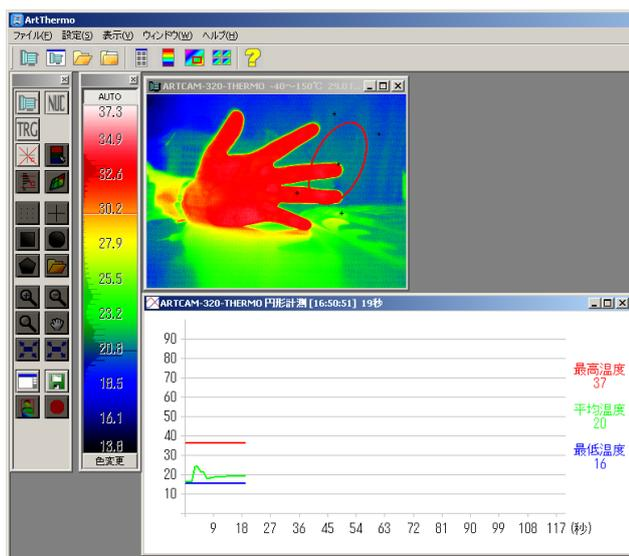 ArtThermo
ファイル(F) 設定(S) 表示(V) ウィンドウ(W) ヘルプ(H)
NUC
TRG
AUTO
37.3
34.9
32.6
30.2
27.9
25.5
23.2
20.8
18.5
16.1
13.8
色変更
ARTCAM-320-THERMO -40～150℃
ARTCAM-320-THERMO 円形計測 [16:50:51] 19秒
90
80
70
60
50
40
30
20
10
9 18 27 36 45 54 63 72 81 90 99 108 117 (秒)
最高温度
37
平均温度
20
最低温度
16